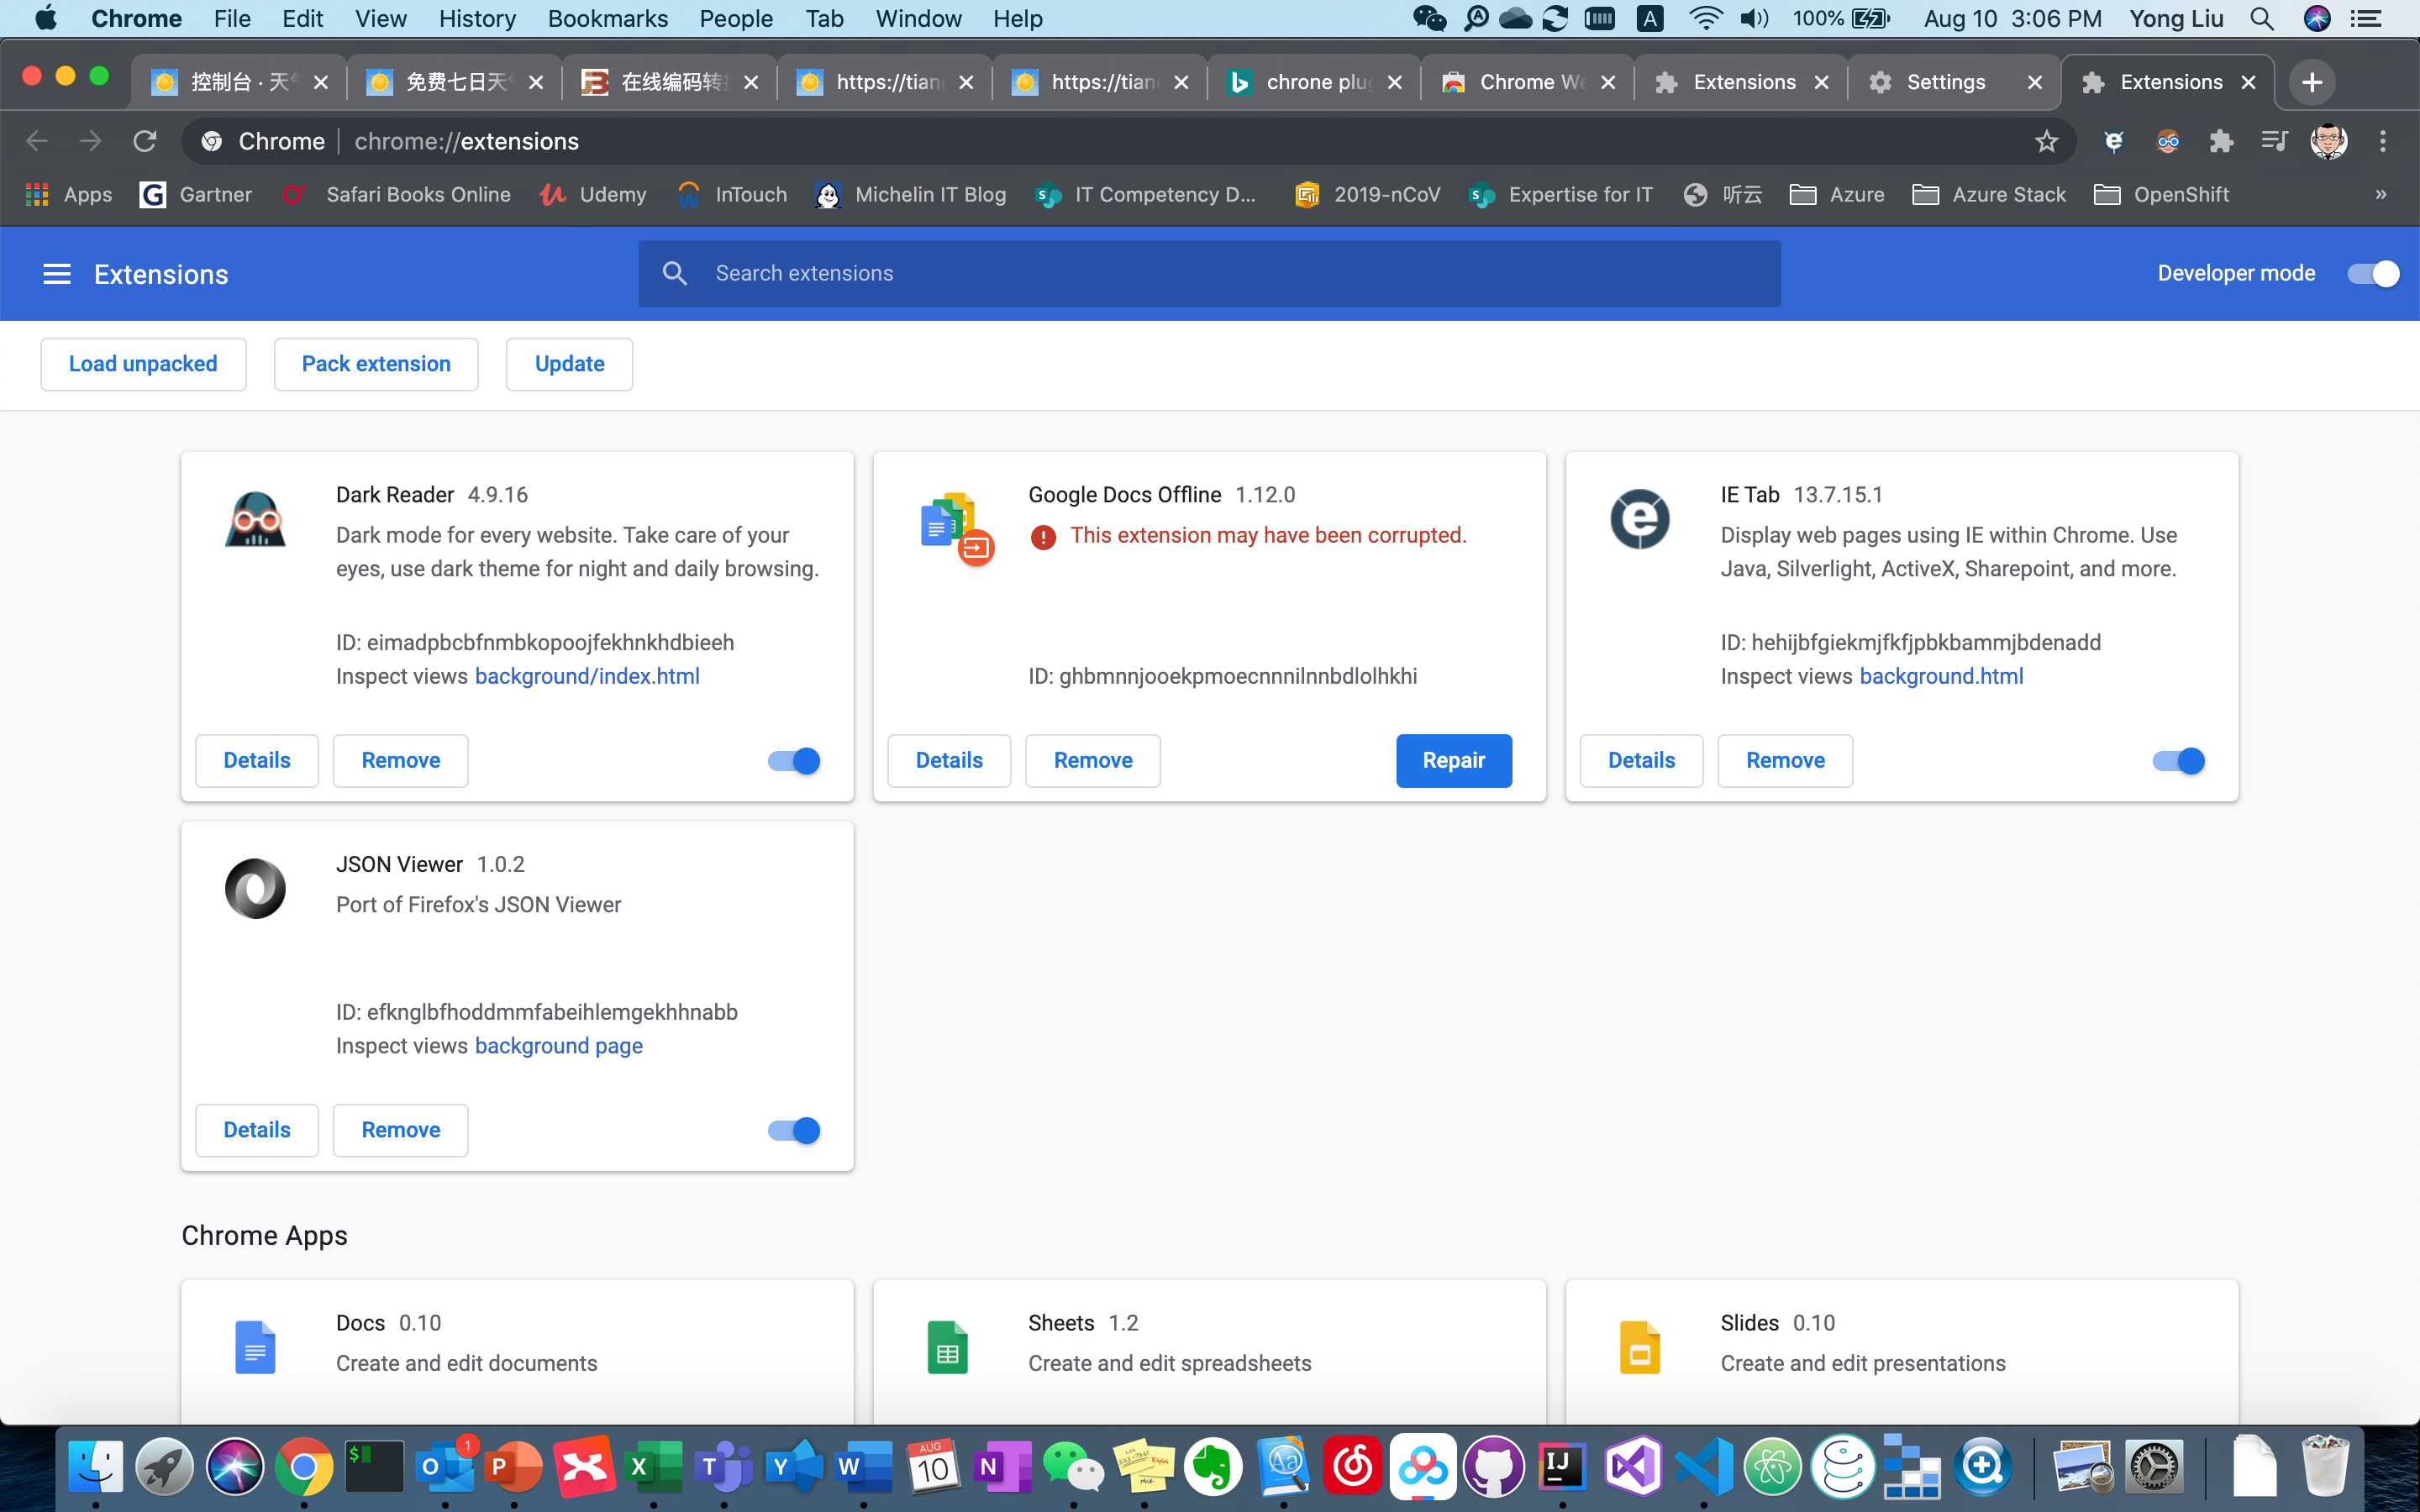 Chrome File Edit View History Bookmarks People Tab Window Help
A 100% Aug 10 3:06 PM Yong Liu
控制台 · 天 免费七日天 在线编码转 https://tian https://tian chrone plu Chrome We Extensions Settings Extensions
Chrome chrome://extensions
Apps G Gartner Safari Books Online Udemy InTouch Michelin IT Blog IT Competency D... 2019-nCoV Expertise for IT 听云 Azure Azure Stack OpenShift »
Extensions
Search extensions
Developer mode
Load unpacked Pack extension Update
Dark Reader 4.9.16
Dark mode for every website. Take care of your
eyes, use dark theme for night and daily browsing.
ID: eimadpbcbfnmbkopoojfekhnkhdbieeh
Inspect views background/index.html
Details Remove
Google Docs Offline 1.12.0
This extension may have been corrupted.
ID: ghbmnnjooekpmoecnnnilnnbdlolhkhi
Details Remove Repair
IE Tab 13.7.15.1
Display web pages using IE within Chrome. Use
Java, Silverlight, ActiveX, Sharepoint, and more.
ID: hehijbfgiekmjfkfjpbkbammjbdenadd
Inspect views background.html
Details Remove
JSON Viewer 1.0.2
Port of Firefox's JSON Viewer
ID: efknglbfhoddmmfabeihlemgekhhnabb
Inspect views background page
Details Remove
Chrome Apps
Docs 0.10
Create and edit documents
Sheets 1.2
Create and edit spreadsheets
Slides 0.10
Create and edit presentations
$ O 1 P X T Y W AUG 10 N Aa IJ